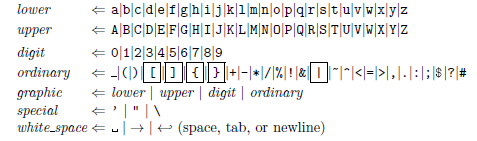 lower ⇐ a|b|c|d|e|f|g|h|i|j|k|l|m|n|o|p|q|r|s|t|u|v|w|x|y|z
upper ⇐ A|B|C|D|E|F|G|H|I|J|K|L|M|N|O|P|Q|R|S|T|U|V|W|X|Y|Z
digit ⇐ 0|1|2|3|4|5|6|7|8|9
ordinary ⇐ _|(|)|[|]|{|}|+|-|*|/|%|!|&|||~|^|<|=|>|,|.|:|;|$|?|#
graphic ⇐ lower | upper | digit | ordinary
special ⇐ ' | " | \
white_space ⇐ ␣ | → | ↩ (space, tab, or newline)